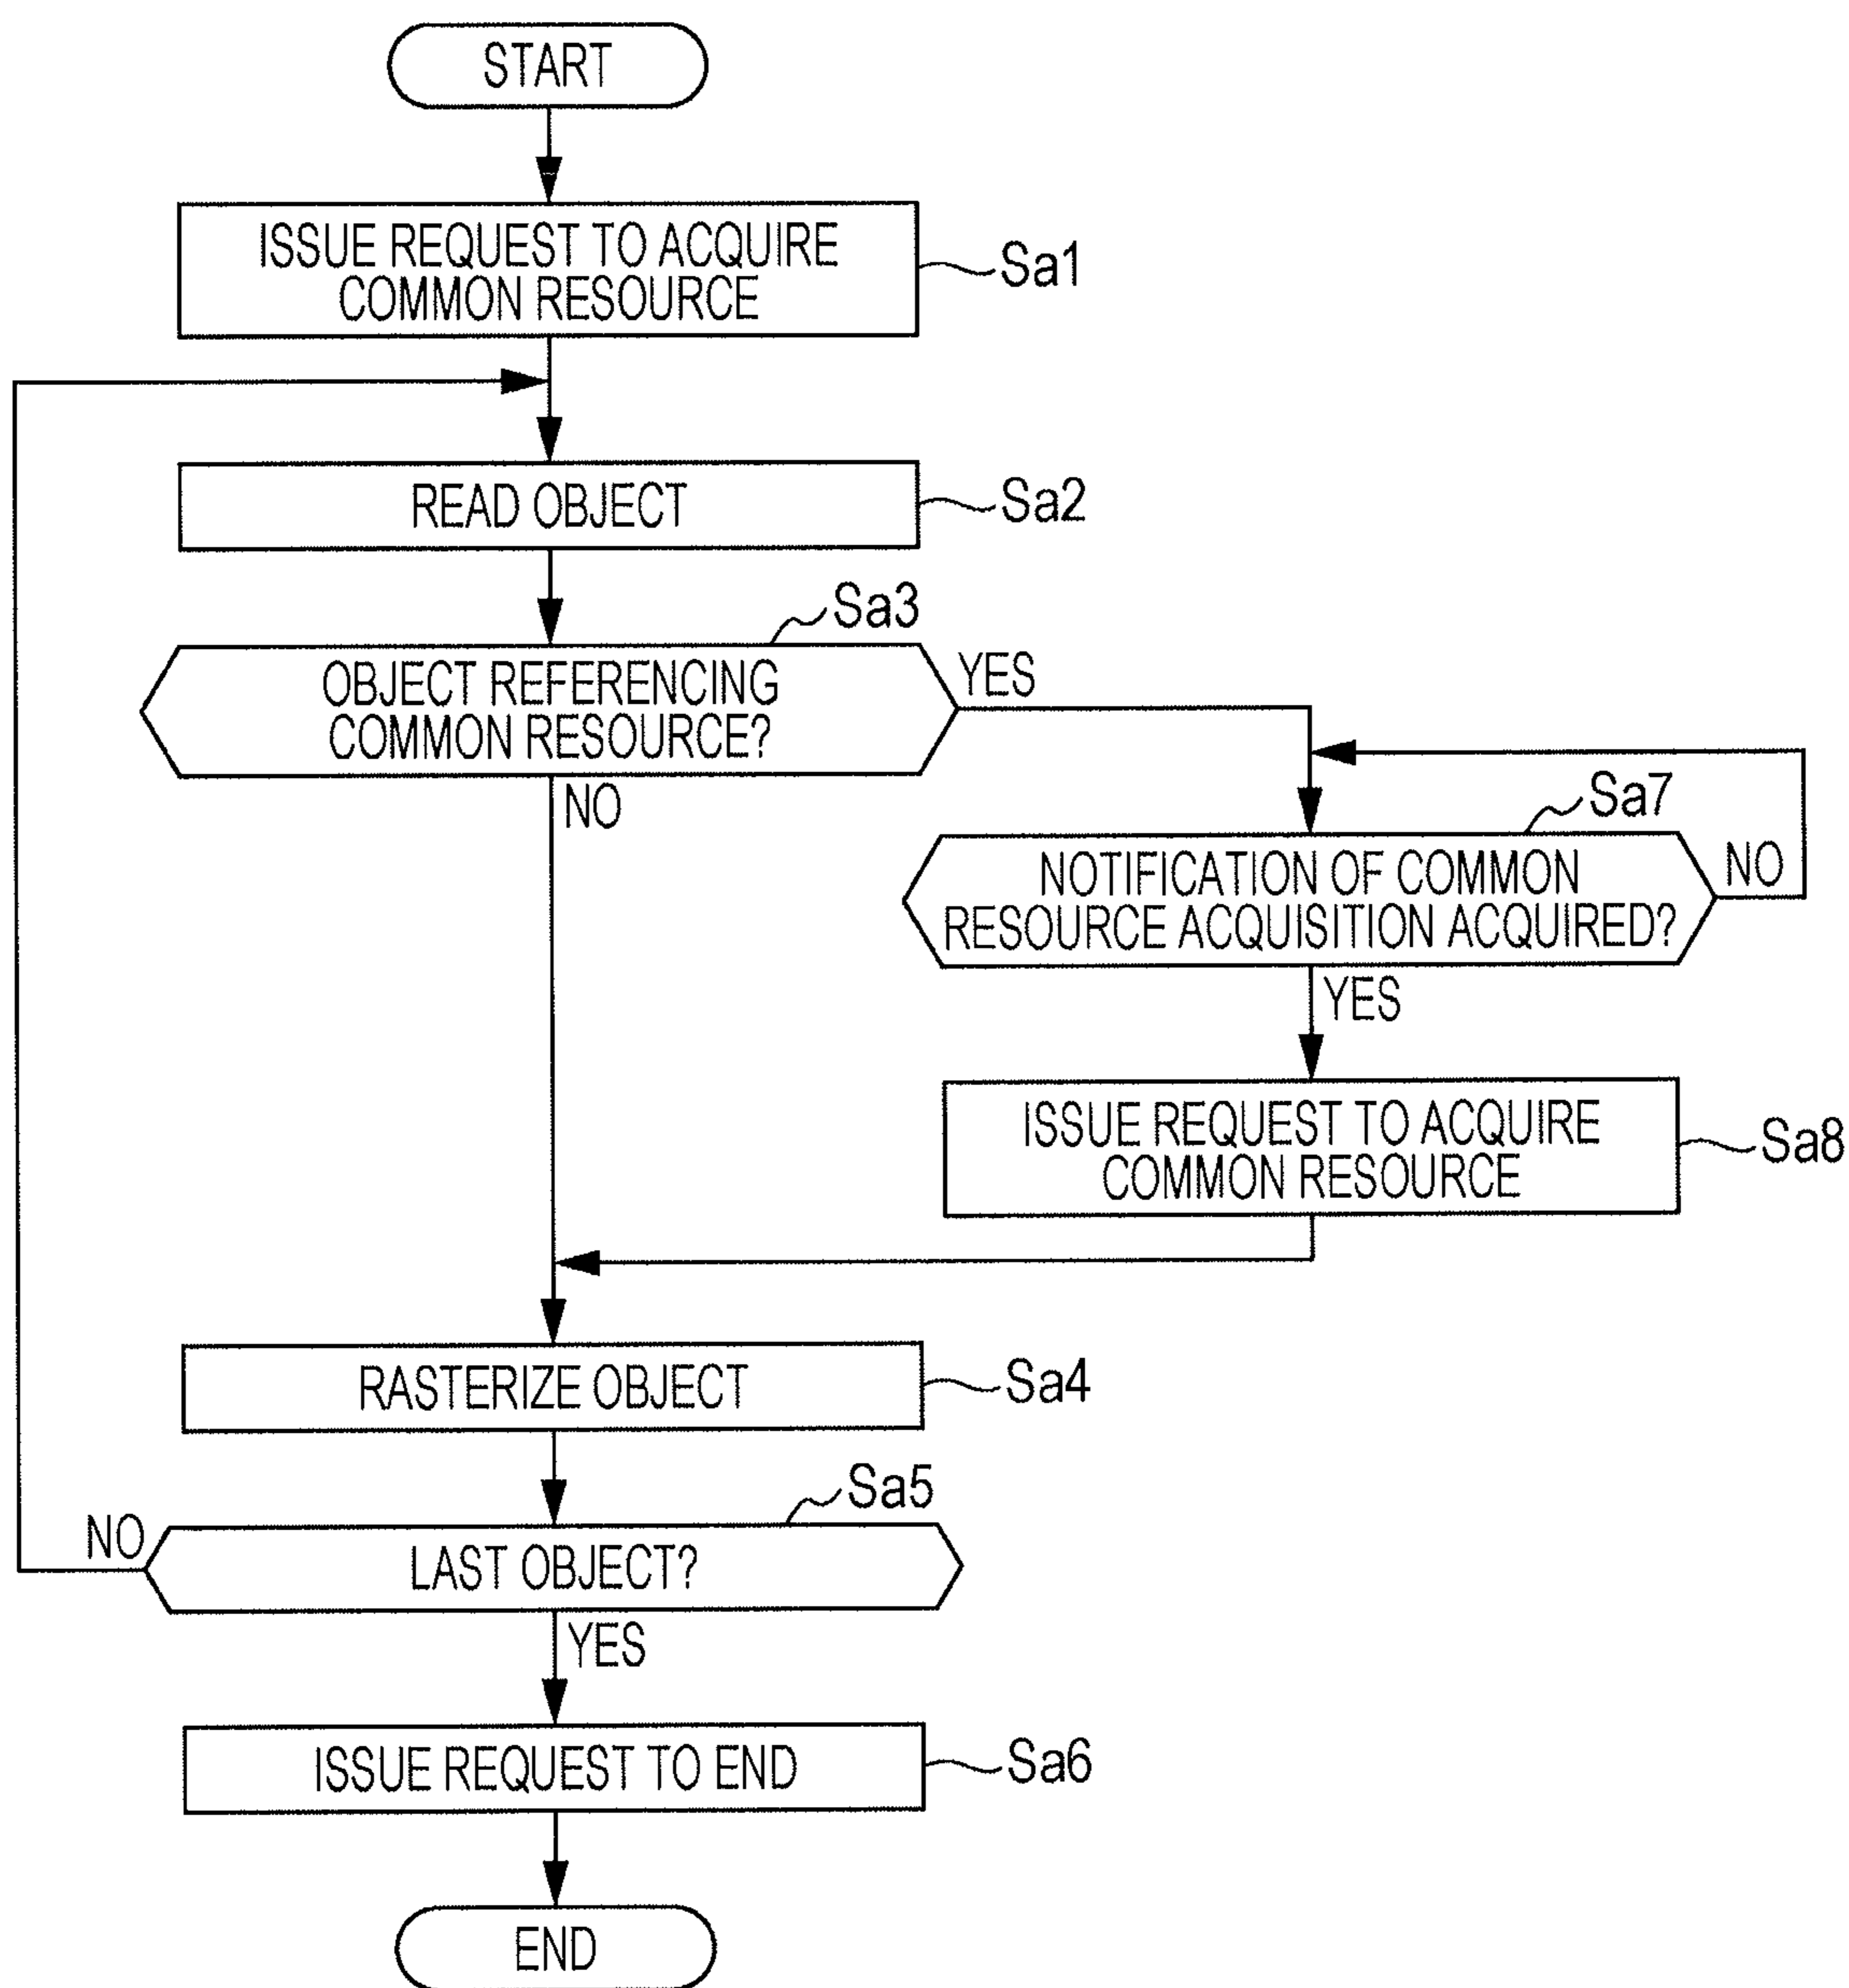 START
ISSUE REQUEST TO ACQUIRE
COMMON RESOURCE
Sa1
READ OBJECT
Sa2
Sa3
OBJECT REFERENCING
COMMON RESOURCE?
YES
NO
Sa7
NOTIFICATION OF COMMON
RESOURCE ACQUISITION ACQUIRED?
NO
YES
ISSUE REQUEST TO ACQUIRE
COMMON RESOURCE
Sa8
RASTERIZE OBJECT
Sa4
Sa5
NO
LAST OBJECT?
YES
ISSUE REQUEST TO END
Sa6
END